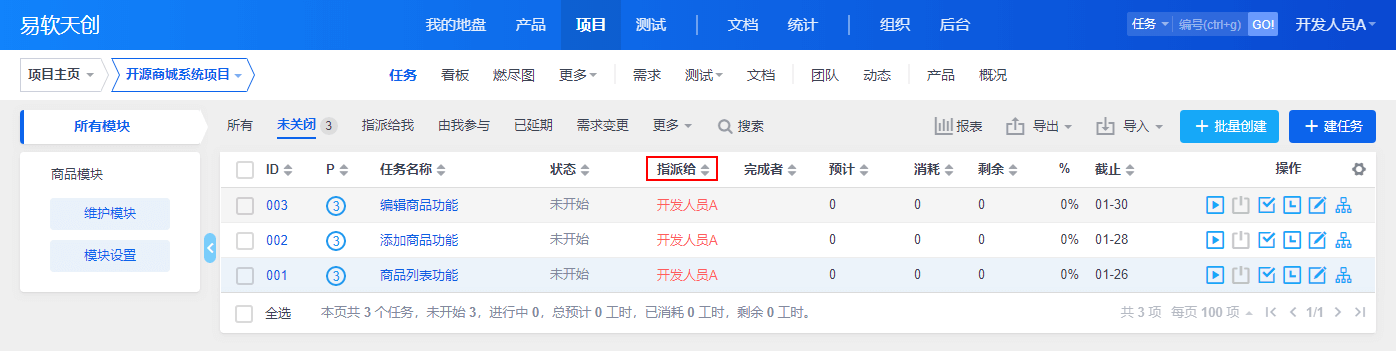 易软天创 我的地盘 产品 项目 测试 文档 统计 组织 后台 任务 编号(ctrl+g) GO! 开发人员A
项目主页 开源商城系统项目 任务 看板 燃尽图 更多 需求 测试 文档 团队 动态 产品 概况
所有模块 所有 未关闭 3 指派给我 由我参与 已延期 需求变更 更多 搜索 报表 导出 导入 批量创建 建任务
商品模块
维护模块
模块设置
ID P 任务名称 状态 指派给 完成者 预计 消耗 剩余 % 截止 操作
003 3 编辑商品功能 未开始 开发人员A 0 0 0 0% 01-30
002 3 添加商品功能 未开始 开发人员A 0 0 0 0% 01-28
001 3 商品列表功能 未开始 开发人员A 0 0 0 0% 01-26
全选 本页共 3 个任务，未开始 3，进行中 0，总预计 0 工时，已消耗 0 工时，剩余 0 工时。 共 3 项 每页 100 项 1/1